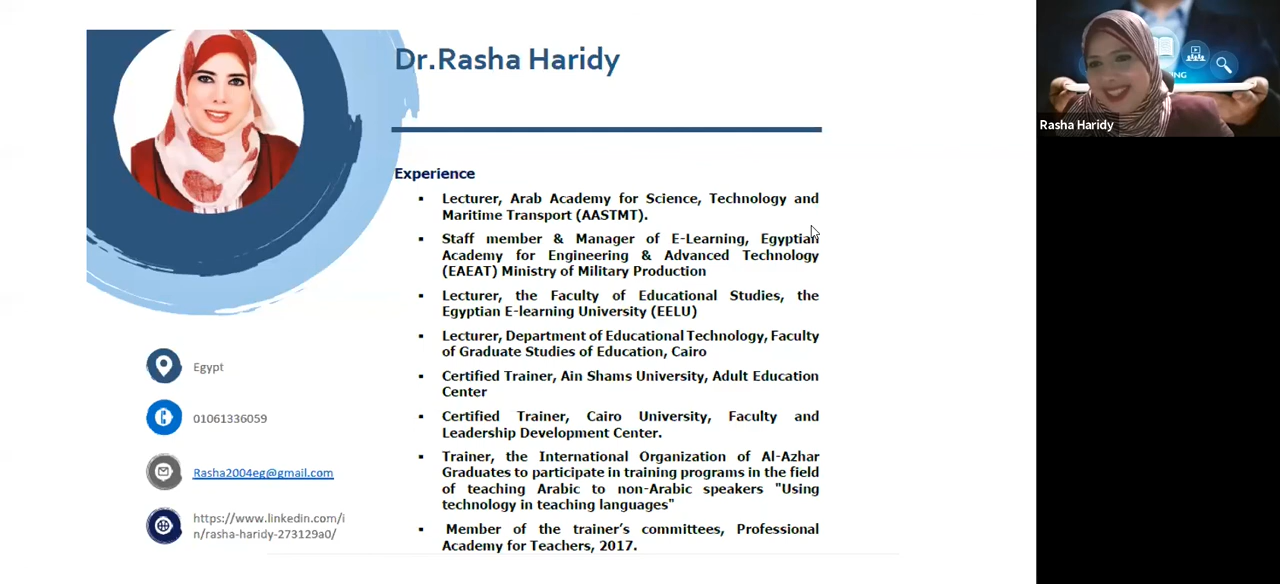 Dr.Rasha Haridy
Experience
▪ Lecturer, Arab Academy for Science, Technology and
Maritime Transport (AASTMT).
▪ Staff member & Manager of E-Learning, Egyptian
Academy for Engineering & Advanced Technology
(EAEAT) Ministry of Military Production
▪ Lecturer, the Faculty of Educational Studies, the
Egyptian E-learning University (EELU)
▪ Lecturer, Department of Educational Technology, Faculty
of Graduate Studies of Education, Cairo
▪ Certified Trainer, Ain Shams University, Adult Education
Center
▪ Certified Trainer, Cairo University, Faculty and
Leadership Development Center.
▪ Trainer, the International Organization of Al-Azhar
Graduates to participate in training programs in the field
of teaching Arabic to non-Arabic speakers "Using
technology in teaching languages"
▪ Member of the trainer’s committees, Professional
Academy for Teachers, 2017.
Egypt
01061336059
Rasha2004eg@gmail.com
https://www.linkedin.com/i
n/rasha-haridy-273129a0/
Rasha Haridy